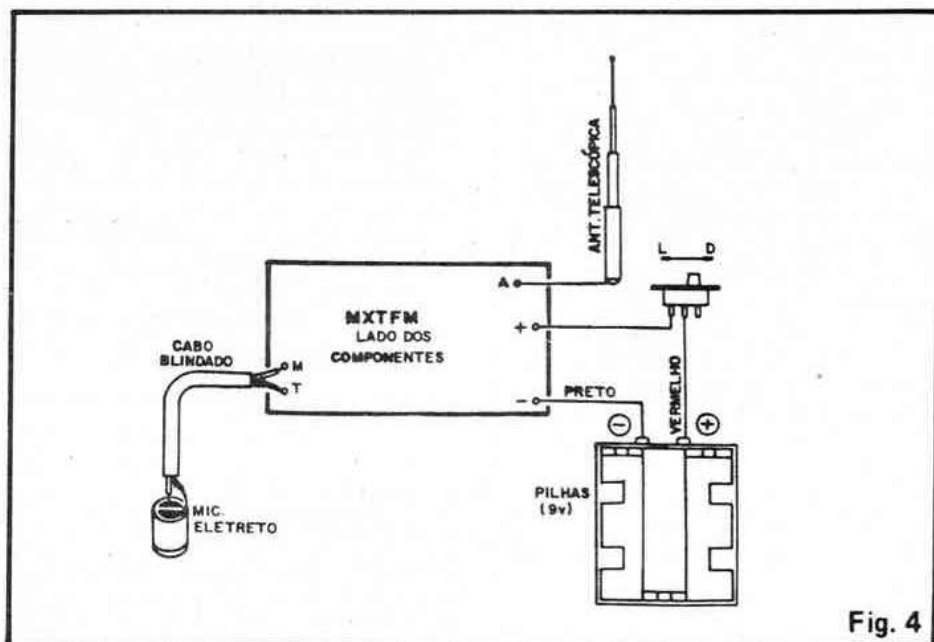 ANT. TELESCÓPICA
L D
A
MXTFM
LADO DOS
COMPONENTES
+
CABO
BLINDADO
M
T
-
PRETO
VERMELHO
- +
PILHAS
(9v)
MIC.
ELETRETO
Fig. 4